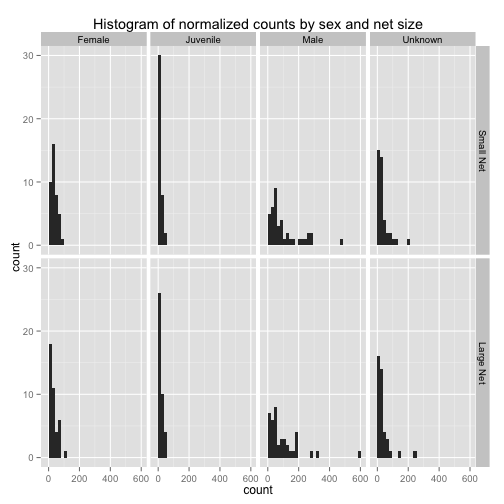 Histogram of normalized counts by sex and net size
Female Juvenile Male Unknown
30
20
10
0
Small Net
count
30
20
10
0
Large Net
0 200 400 600 0 200 400 600 0 200 400 600 0 200 400 600
count